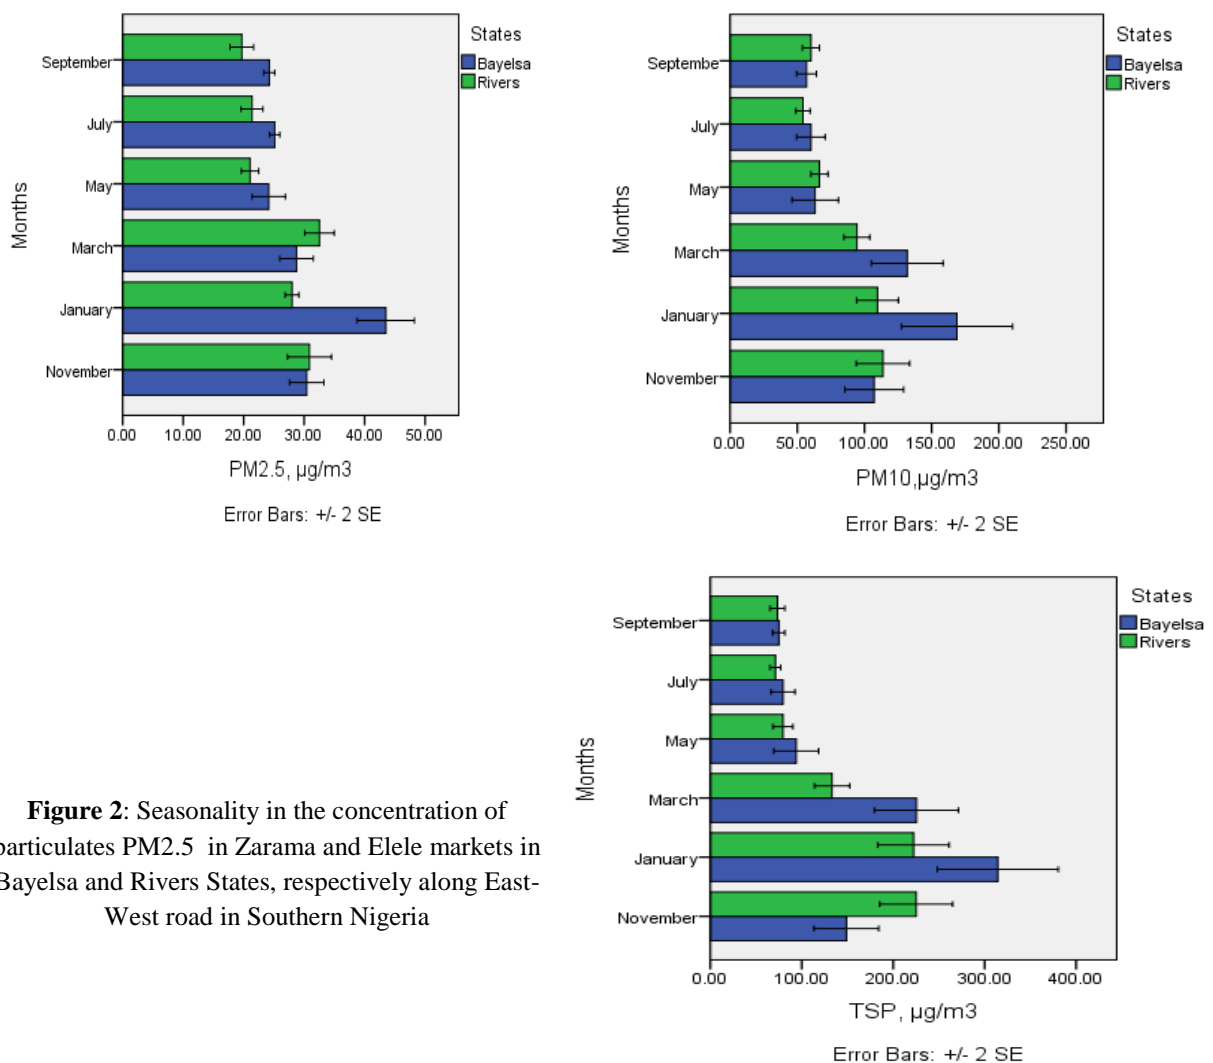 States
Bayelsa
Rivers
September
July
May
March
January
November
Months
0.00 10.00 20.00 30.00 40.00 50.00
PM2.5, µg/m3
Error Bars: +/- 2 SE
States
Bayelsa
Rivers
Septembe
July
May
March
January
November
Months
0.00 50.00 100.00 150.00 200.00 250.00
PM10,µg/m3
Error Bars: +/- 2 SE
States
Bayelsa
Rivers
September
July
May
March
January
November
Months
0.00 100.00 200.00 300.00 400.00
TSP, µg/m3
Error Bars: +/- 2 SE
Figure 2: Seasonality in the concentration of
particulates PM2.5 in Zarama and Elele markets in
Bayelsa and Rivers States, respectively along East-
West road in Southern Nigeria